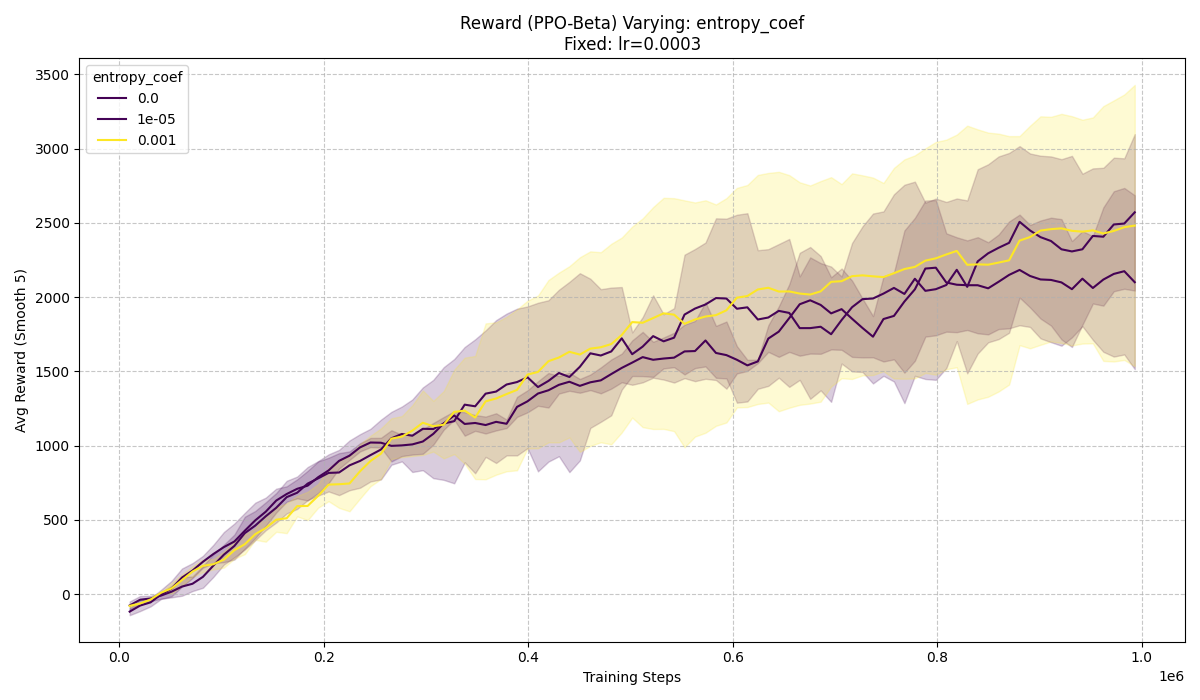 Reward (PPO-Beta) Varying: entropy_coef
Fixed: lr=0.0003
entropy_coef
0.0
1e-05
0.001
Avg Reward (Smooth 5)
3500
3000
2500
2000
1500
1000
500
0
0.0 0.2 0.4 0.6 0.8 1.0
1e6
Training Steps